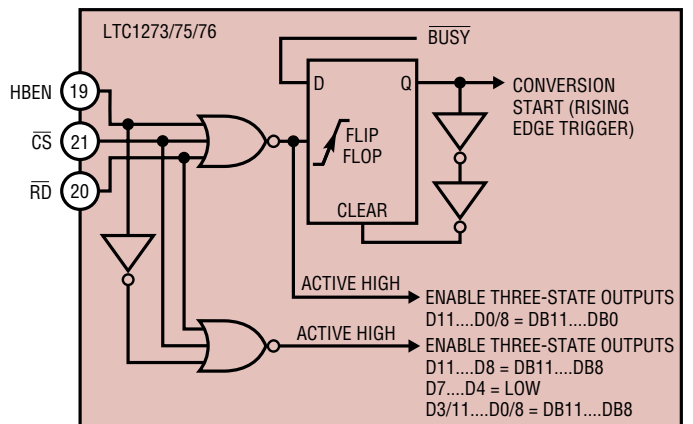 LTC1273/75/76
BUSY
HBEN 19
CS 21
RD 20
D Q
FLIP
FLOP
CLEAR
CONVERSION
START (RISING
EDGE TRIGGER)
ACTIVE HIGH
ENABLE THREE-STATE OUTPUTS
D11....D0/8 = DB11....DB0
ACTIVE HIGH
ENABLE THREE-STATE OUTPUTS
D11....D8 = DB11....DB8
D7....D4 = LOW
D3/11....D0/8 = DB11....DB8